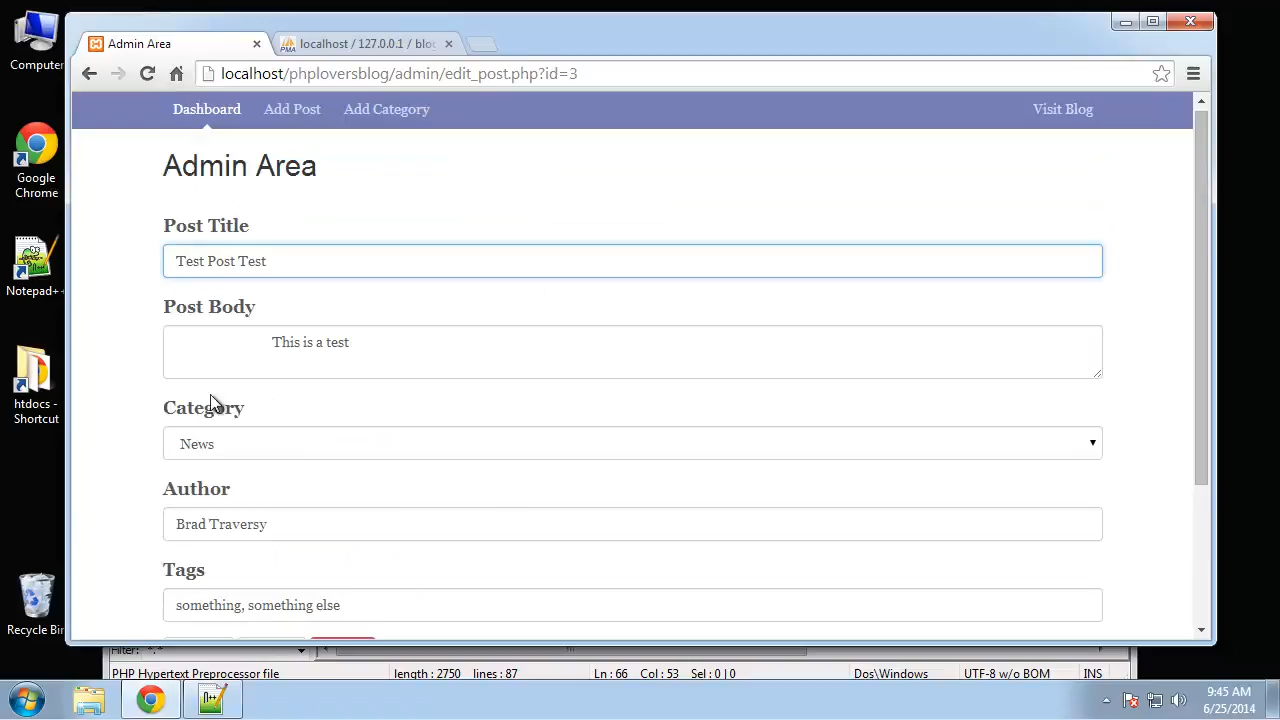 Computer
Google
Chrome
Notepad++
htdocs -
Shortcut
Recycle Bin
Admin Area
localhost / 127.0.0.1 / bloc
localhost/phploversblog/admin/edit_post.php?id=3
Dashboard
Add Post
Add Category
Visit Blog
Admin Area
Post Title
Test Post Test
Post Body
This is a test
Category
News
Author
Brad Traversy
Tags
something, something else
Filter: *.*
PHP Hypertext Preprocessor file
length : 2750 lines : 87
Ln : 66 Col : 53 Sel : 0 | 0
Dos\Windows
UTF-8 w/o BOM
INS
9:45 AM
6/25/2014